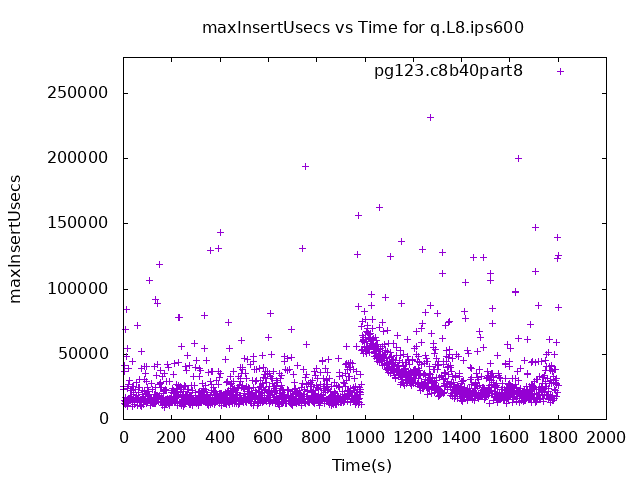 maxInsertUsecs vs Time for q.L8.ips600
pg123.c8b40part8
maxInsertUsecs
250000
200000
150000
100000
50000
0
0 200 400 600 800 1000 1200 1400 1600 1800 2000
Time(s)